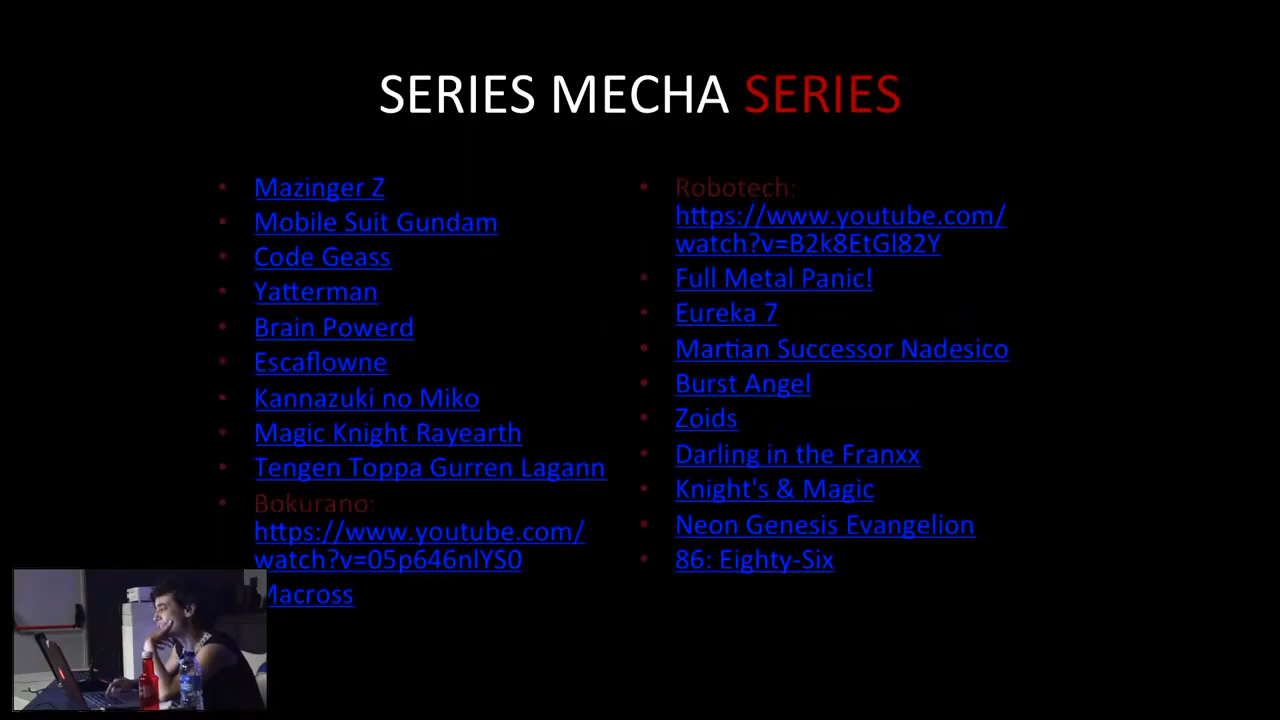 SERIES MECHA SERIES
Mazinger Z
Mobile Suit Gundam
Code Geass
Yatterman
Brain Powerd
Escaflowne
Kannazuki no Miko
Magic Knight Rayearth
Tengen Toppa Gurren Lagann
Bokurano:
https://www.youtube.com/
watch?v=05p646nlYS0
Macross
Robotech:
https://www.youtube.com/
watch?v=B2k8EtGl82Y
Full Metal Panic!
Eureka 7
Martian Successor Nadesico
Burst Angel
Zoids
Darling in the Franxx
Knight's & Magic
Neon Genesis Evangelion
86: Eighty-Six